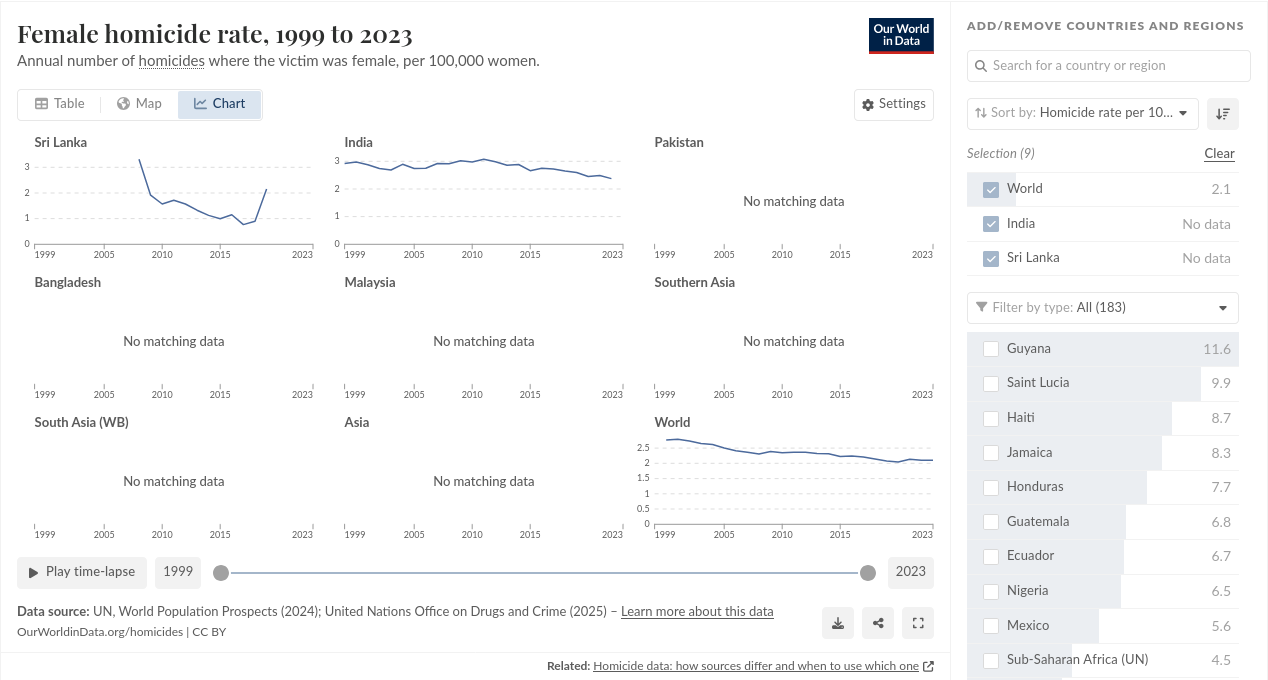 Female homicide rate, 1999 to 2023
Annual number of homicides where the victim was female, per 100,000 women.
Our World
in Data
Table
Map
Chart
Settings
Sri Lanka
3
2
1
0
1999 2005 2010 2015 2023
India
3
2
1
0
1999 2005 2010 2015 2023
Pakistan
No matching data
1999 2005 2010 2015 2023
Bangladesh
No matching data
1999 2005 2010 2015 2023
Malaysia
No matching data
1999 2005 2010 2015 2023
Southern Asia
No matching data
1999 2005 2010 2015 2023
South Asia (WB)
No matching data
1999 2005 2010 2015 2023
Asia
No matching data
1999 2005 2010 2015 2023
World
2.5
2
1.5
1
0.5
0
1999 2005 2010 2015 2023
Play time-lapse
1999
2023
Data source: UN, World Population Prospects (2024); United Nations Office on Drugs and Crime (2025) – Learn more about this data
OurWorldinData.org/homicides | CC BY
Related: Homicide data: how sources differ and when to use which one
ADD/REMOVE COUNTRIES AND REGIONS
Search for a country or region
Sort by: Homicide rate per 10...
Selection (9) Clear
World 2.1
India No data
Sri Lanka No data
Filter by type: All (183)
Guyana 11.6
Saint Lucia 9.9
Haiti 8.7
Jamaica 8.3
Honduras 7.7
Guatemala 6.8
Ecuador 6.7
Nigeria 6.5
Mexico 5.6
Sub-Saharan Africa (UN) 4.5